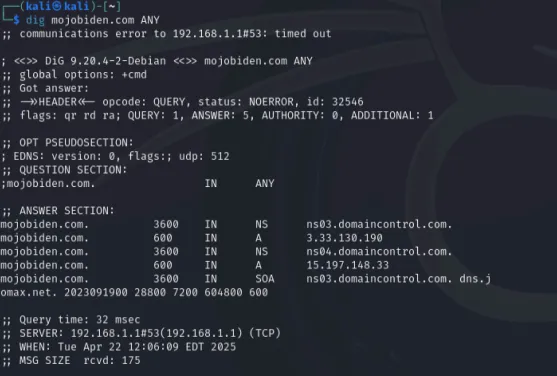 (kali㉿kali)-[~]
$ dig mojobiden.com ANY
;; communications error to 192.168.1.1#53: timed out
; <<>> DiG 9.20.4-2-Debian <<>> mojobiden.com ANY
;; global options: +cmd
;; Got answer:
;; ->>HEADER<<- opcode: QUERY, status: NOERROR, id: 32546
;; flags: qr rd ra; QUERY: 1, ANSWER: 5, AUTHORITY: 0, ADDITIONAL: 1
;; OPT PSEUDOSECTION:
; EDNS: version: 0, flags:; udp: 512
;; QUESTION SECTION:
;mojobiden.com. IN ANY
;; ANSWER SECTION:
mojobiden.com. 3600 IN NS ns03.domaincontrol.com.
mojobiden.com. 600 IN A 3.33.130.190
mojobiden.com. 3600 IN NS ns04.domaincontrol.com.
mojobiden.com. 600 IN A 15.197.148.33
mojobiden.com. 3600 IN SOA ns03.domaincontrol.com. dns.j
omax.net. 2023091900 28800 7200 604800 600
;; Query time: 32 msec
;; SERVER: 192.168.1.1#53(192.168.1.1) (TCP)
;; WHEN: Tue Apr 22 12:06:09 EDT 2025
;; MSG SIZE rcvd: 175